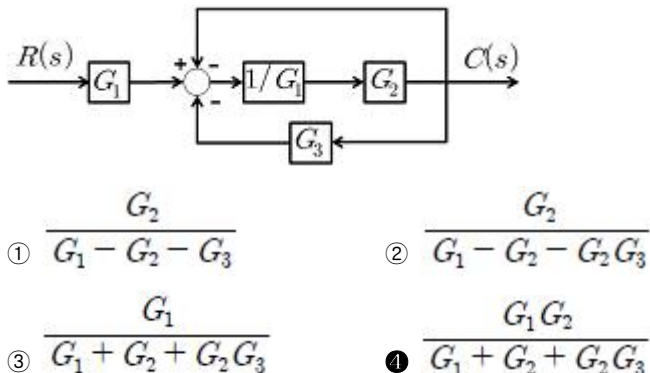 R(s) G₁ + - - 1/G₁ G₂ C(s)
G₃
① G₂ / (G₁ - G₂ - G₃)
② G₂ / (G₁ - G₂ - G₂G₃)
③ G₁ / (G₁ + G₂ + G₂G₃)
❹ G₁G₂ / (G₁ + G₂ + G₂G₃)